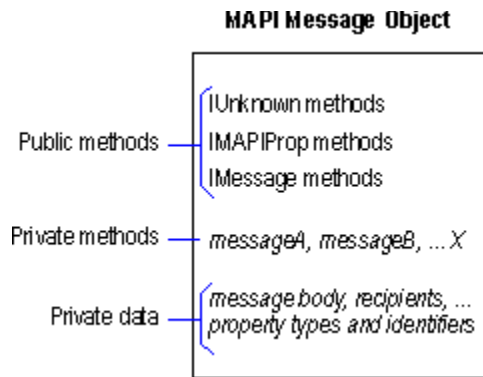 MAPI Message Object
Public methods
IUnknown methods
IMAPIProp methods
IMessage methods
Private methods
messageA, messageB, ... X
Private data
message body, recipients, ...
property types and identifiers